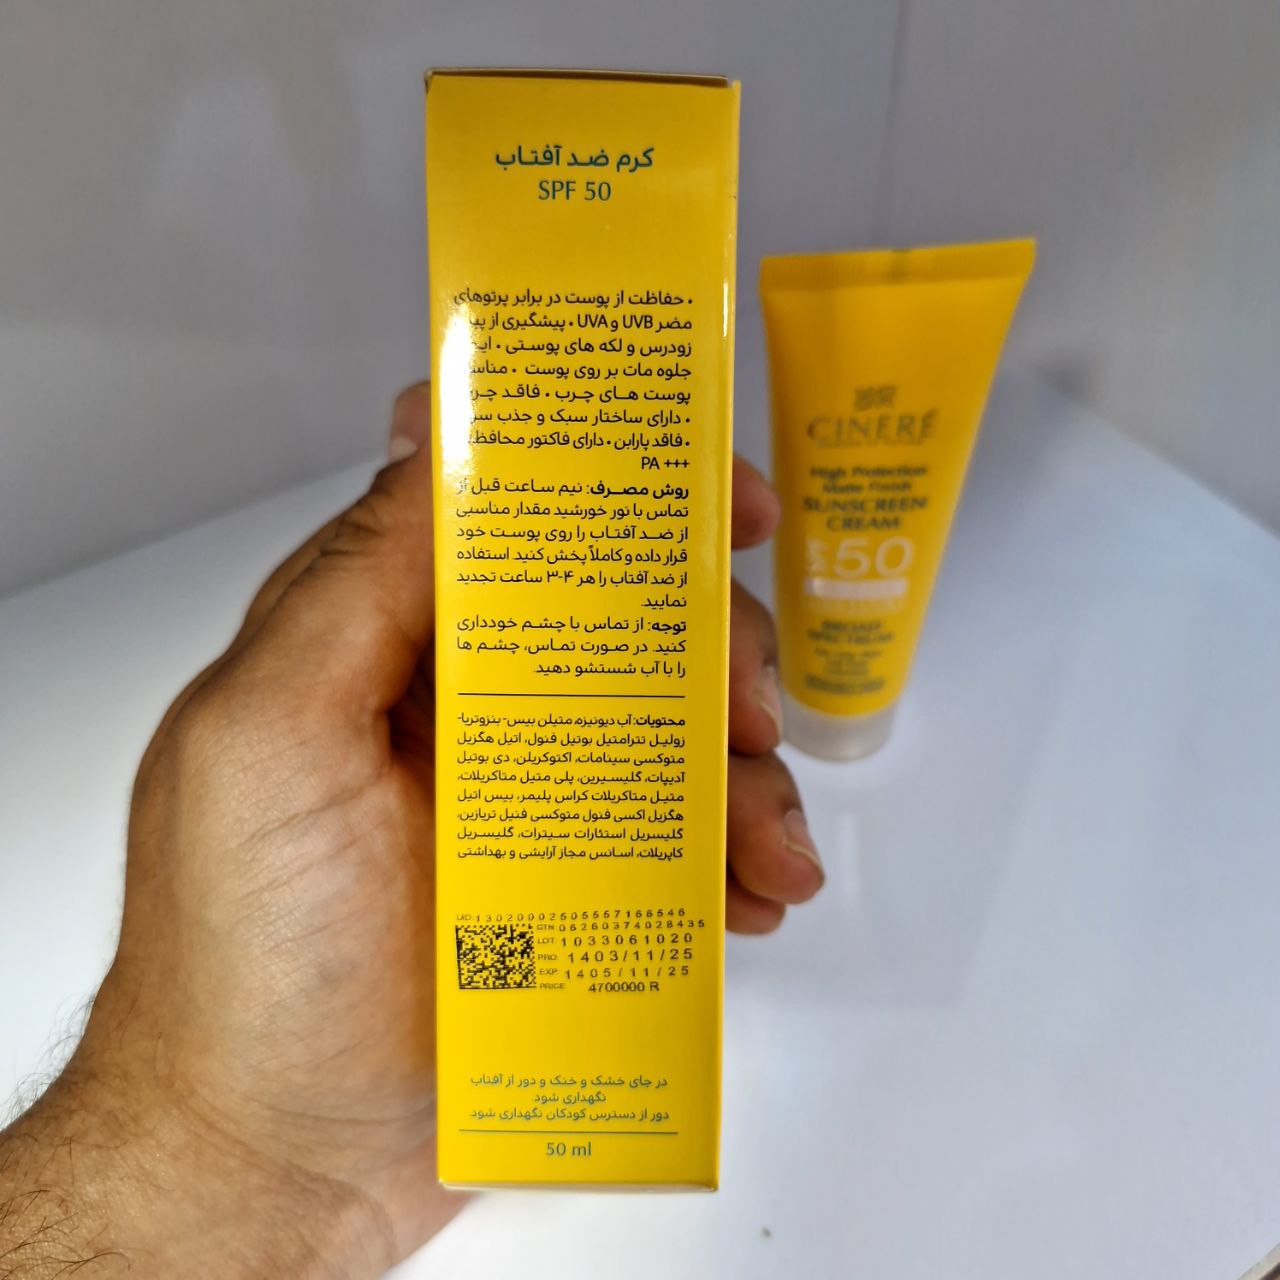 کرم ضد آفتاب
SPF 50
• حفاظت از پوست در برابر پرتوهای
مضر UVB و UVA • پیشگیری از
زودرس و لکه های پوستی •
جلوه مات بر روی پوست •
پوست های چرب • فاقد
• دارای ساختار سبک و جذب
• فاقد پارابن • دارای فاکتور
PA +++
روش مصرف: نیم ساعت قبل از
تماس با نور خورشید مقدار مناسبی
از ضد آفتاب را روی پوست خود
قرار داده و کاملاً پخش کنید. استفاده
از ضد آفتاب را هر ۴-۳ ساعت تجدید
نمایید.
توجه: از تماس با چشم خودداری
کنید. در صورت تماس، چشم ها
را با آب شستشو دهید.
محتویات: آب دیونیزه، متیلن بیس- بنزوتریا-
زولیل تترامتیل بوتیل فنول، اتیل هگزیل
متوکسی سینامات، اکتوکریلن، دی بوتیل
آدیپات، گلیسیرین، پلی متیل متاکریلات،
متیل متاکریلات کراس پلیمر، بیس اتیل
هگزیل اکسی فنول متوکسی فنیل تریازین،
گلیسریل استئارات سیترات، گلیسریل
کاپریلات، اسانس مجاز آرایشی و بهداشتی
UID: 13020002505557166546
GTN: 06260374028435
LOT: 1033061020
PRO: 1403/11/25
EXP: 1405/11/25
PRICE: 4700000 R
در جای خشک و خنک و دور از آفتاب
نگهداری شود.
دور از دسترس کودکان نگهداری شود.
50 ml
CINERÉ
High Protection
Matte Finish
SUNSCREEN
CREAM
SPF 50
BROAD
SPECTRUM